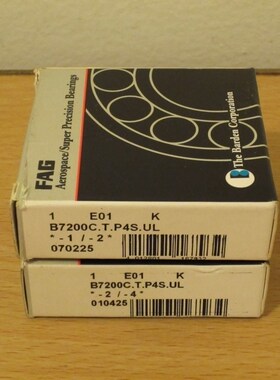 FAG
Aerospace/Super Precision Bearings
B The Barden Corporation
1 E01 K
B7200C.T.P4S.UL
* -1 / -2 *
070225
1 E01 K
B7200C.T.P4S.UL
* -2 / -4 *
010425